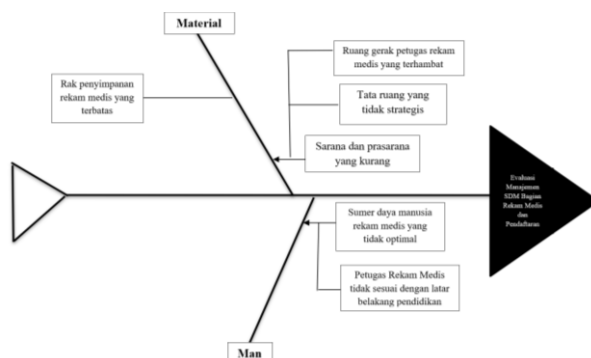 Material
Ruang gerak petugas rekam
medis yang terhambat
Rak penyimpanan
rekam medis yang
terbatas
Tata ruang yang
tidak strategis
Sarana dan prasarana
yang kurang
Evaluasi
Manajemen
SDM Bagian
Rekam Medis
dan
Pendaftaran
Sumer daya manusia
rekam medis yang
tidak optimal
Petugas Rekam Medis
tidak sesuai dengan latar
belakang pendidikan
Man